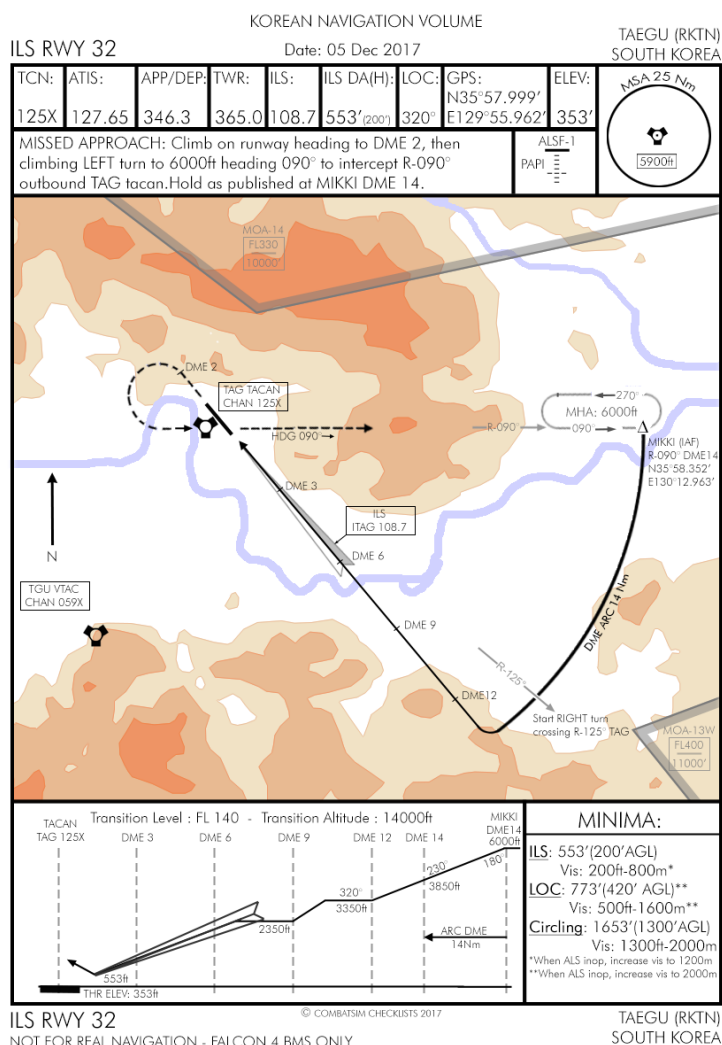 KOREAN NAVIGATION VOLUME
ILS RWY 32
Date: 05 Dec 2017
TAEGU (RKTN)
SOUTH KOREA
TCN:
125X
ATIS:
127.65
APP/DEP:
346.3
TWR:
365.0
ILS:
108.7
ILS DA(H):
553’(200’)
LOC:
320°
GPS:
N35°57.999’
E129°55.962’
ELEV:
353’
MSA 25 Nm
5900ft
MISSED APPROACH: Climb on runway heading to DME 2, then
climbing LEFT turn to 6000ft heading 090° to intercept R-090°
outbound TAG tacan.Hold as published at MIKKI DME 14.
ALSF-1
PAPI
MOA-14
FL330
10000’
DME 2
TAG TACAN
CHAN 125X
HDG 090°
R-090°
270°
MHA: 6000ft
090°
MIKKI (IAF)
R-090° DME14
N35°58.352’
E130°12.963’
DME 3
ILS
ITAG 108.7
DME 6
N
TGU VTAC
CHAN 059X
DME 9
DME ARC 14 Nm
R-125°
DME12
Start RIGHT turn
crossing R-125° TAG
MOA-13W
FL400
11000’
Transition Level : FL 140 - Transition Altitude : 14000ft
TACAN
TAG 125X
DME 3
DME 6
DME 9
DME 12
DME 14
MIKKI
DME14
6000ft
180°
230°
3850ft
320°
3350ft
2350ft
ARC DME
14Nm
553ft
THR ELEV: 353ft
MINIMA:
ILS: 553’(200’AGL)
Vis: 200ft-800m*
LOC: 773’(420’ AGL)**
Vis: 500ft-1600m**
Circling: 1653’(1300’AGL)
Vis: 1300ft-2000m
*When ALS inop, increase vis to 1200m
**When ALS inop, increase vis to 2000m
ILS RWY 32
© COMBATSIM CHECKLISTS 2017
TAEGU (RKTN)
SOUTH KOREA
NOT FOR REAL NAVIGATION - FALCON 4 BMS ONLY